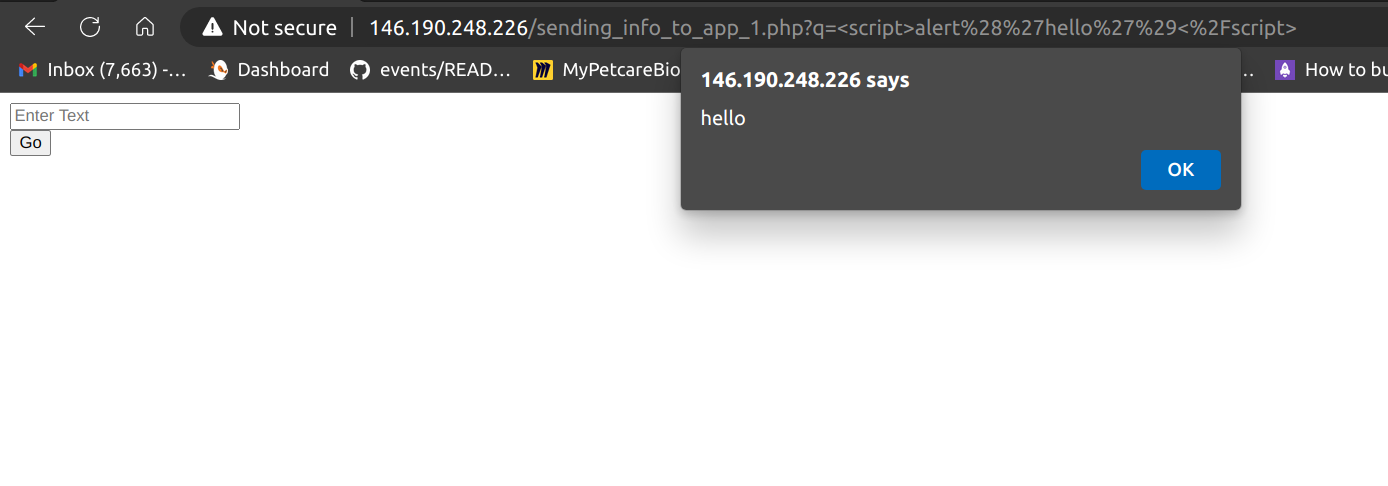 Not secure | 146.190.248.226/sending_info_to_app_1.php?q=<script>alert%28%27hello%27%29<%2Fscript>
Inbox (7,663) -... Dashboard events/READ... MyPetcareBio .. How to bu
146.190.248.226 says
hello
OK
Enter Text
Go